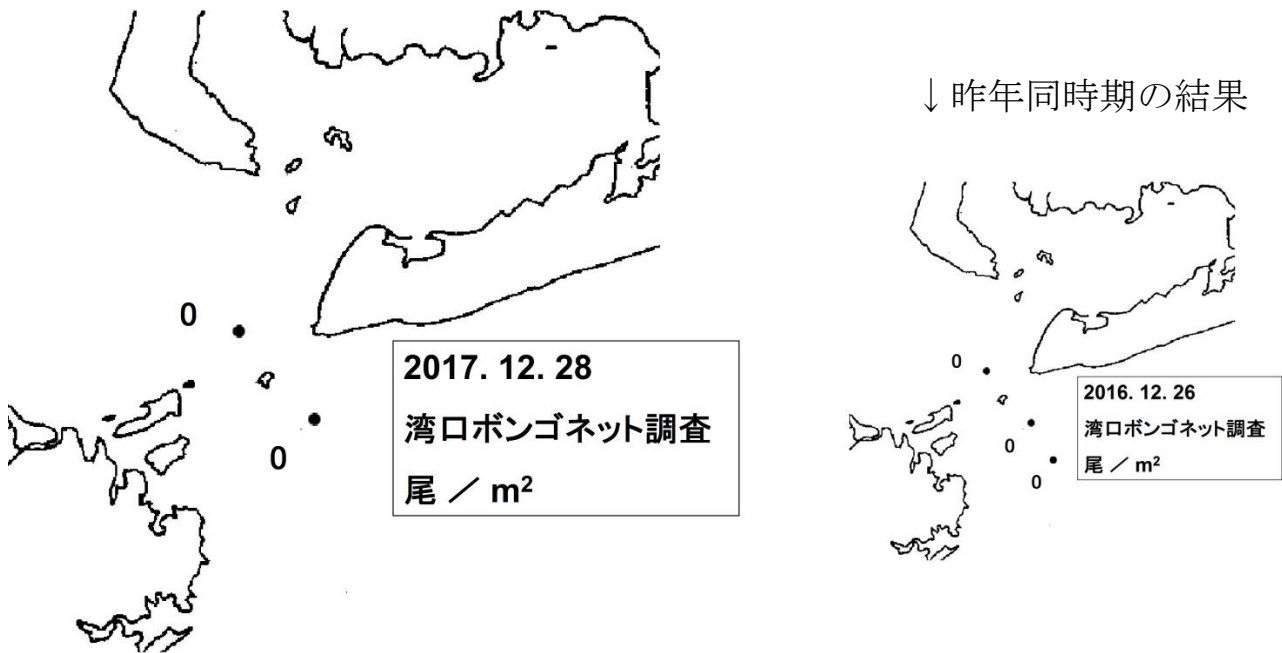 ↓昨年同時期の結果
0
0
2017. 12. 28
湾口ボンゴネット調査
尾 ／ m²
0
0
0
2016. 12. 26
湾口ボンゴネット調査
尾 ／ m²